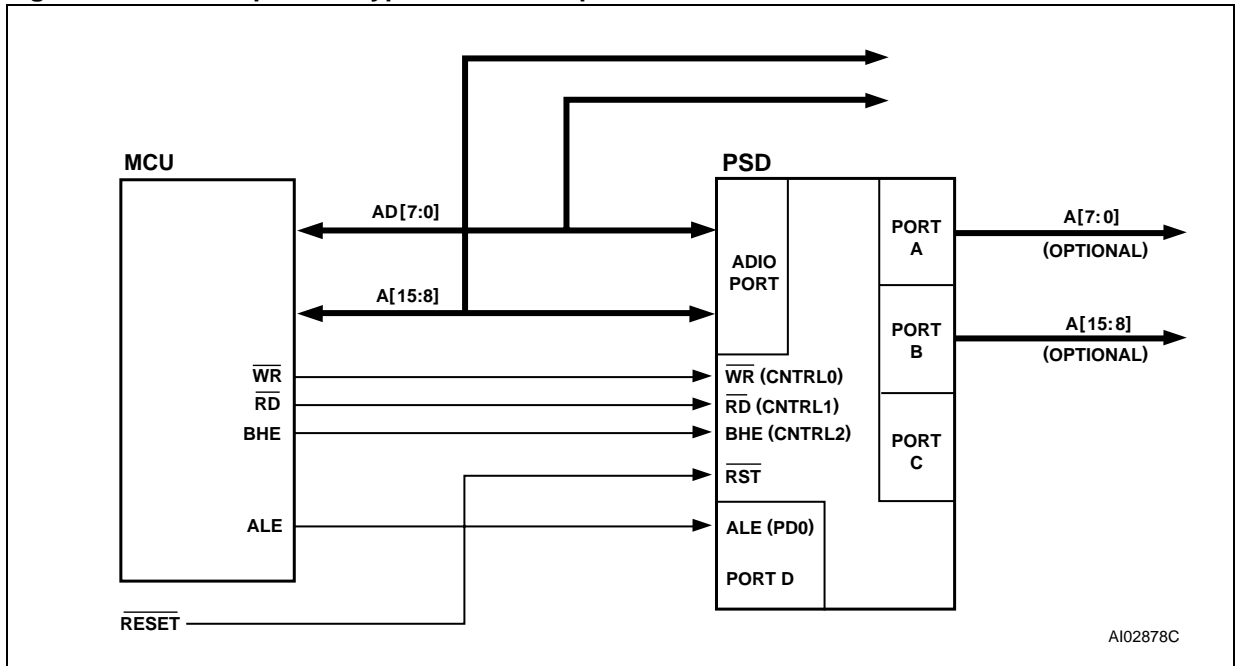 MCU
PSD
AD[7:0]
A[15:8]
WR
RD
BHE
ALE
RESET
ADIO
PORT
WR (CNTRL0)
RD (CNTRL1)
BHE (CNTRL2)
RST
ALE (PD0)
PORT D
PORT
A
PORT
B
PORT
C
A[7:0]
(OPTIONAL)
A[15:8]
(OPTIONAL)
AI02878C